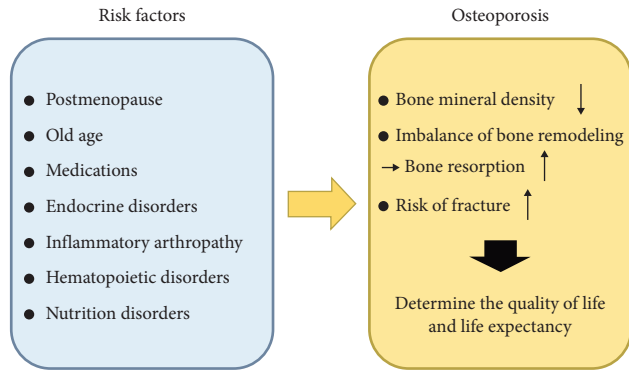 Risk factors
Postmenopause
Old age
Medications
Endocrine disorders
Inflammatory arthropathy
Hematopoietic disorders
Nutrition disorders
Osteoporosis
Bone mineral density
Imbalance of bone remodeling
Bone resorption
Risk of fracture
Determine the quality of life
and life expectancy